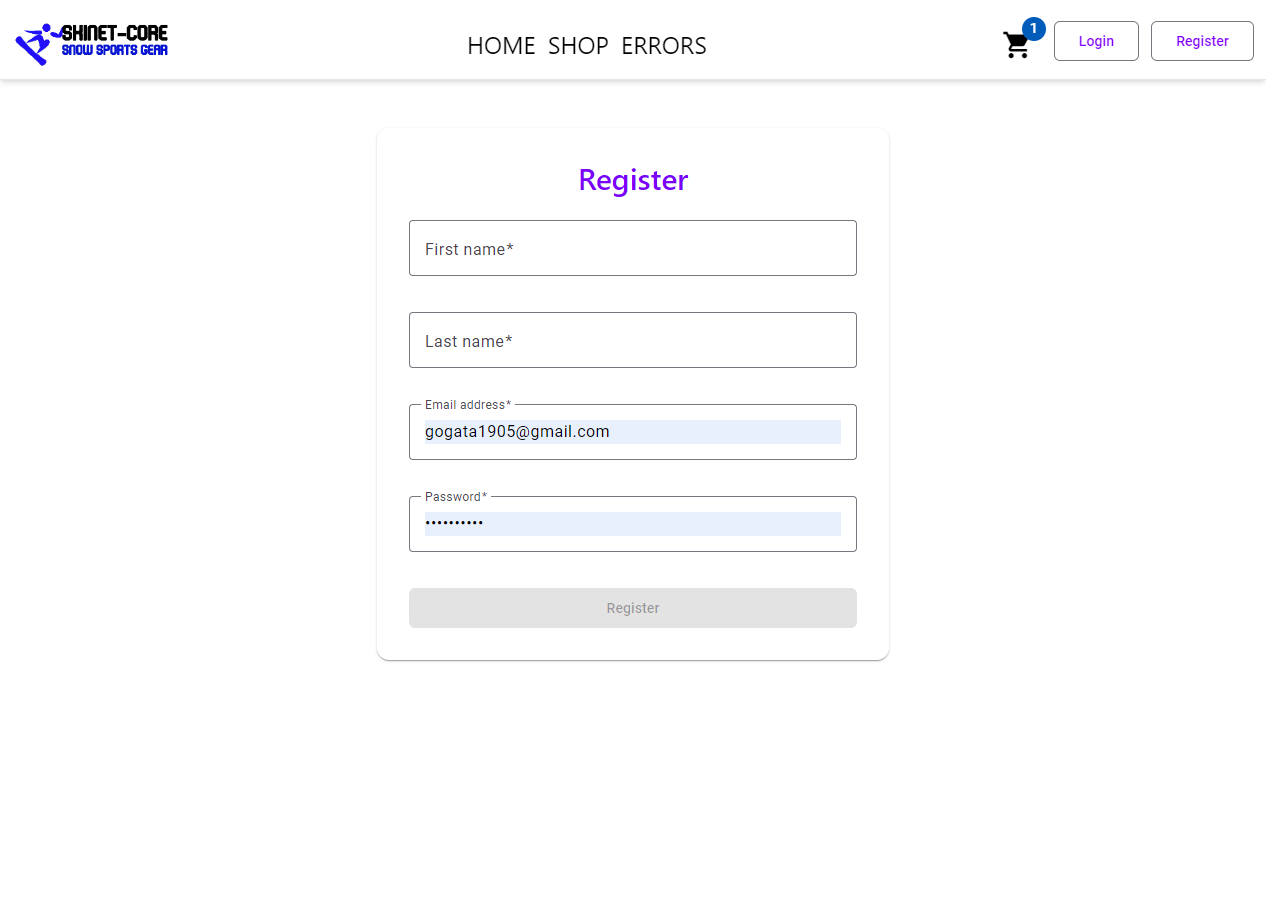 SKINET-CORE
SNOW SPORTS GEAR
HOME SHOP ERRORS
1
Login
Register
Register
First name*
Last name*
Email address*
gogata1905@gmail.com
Password*
••••••••••
Register